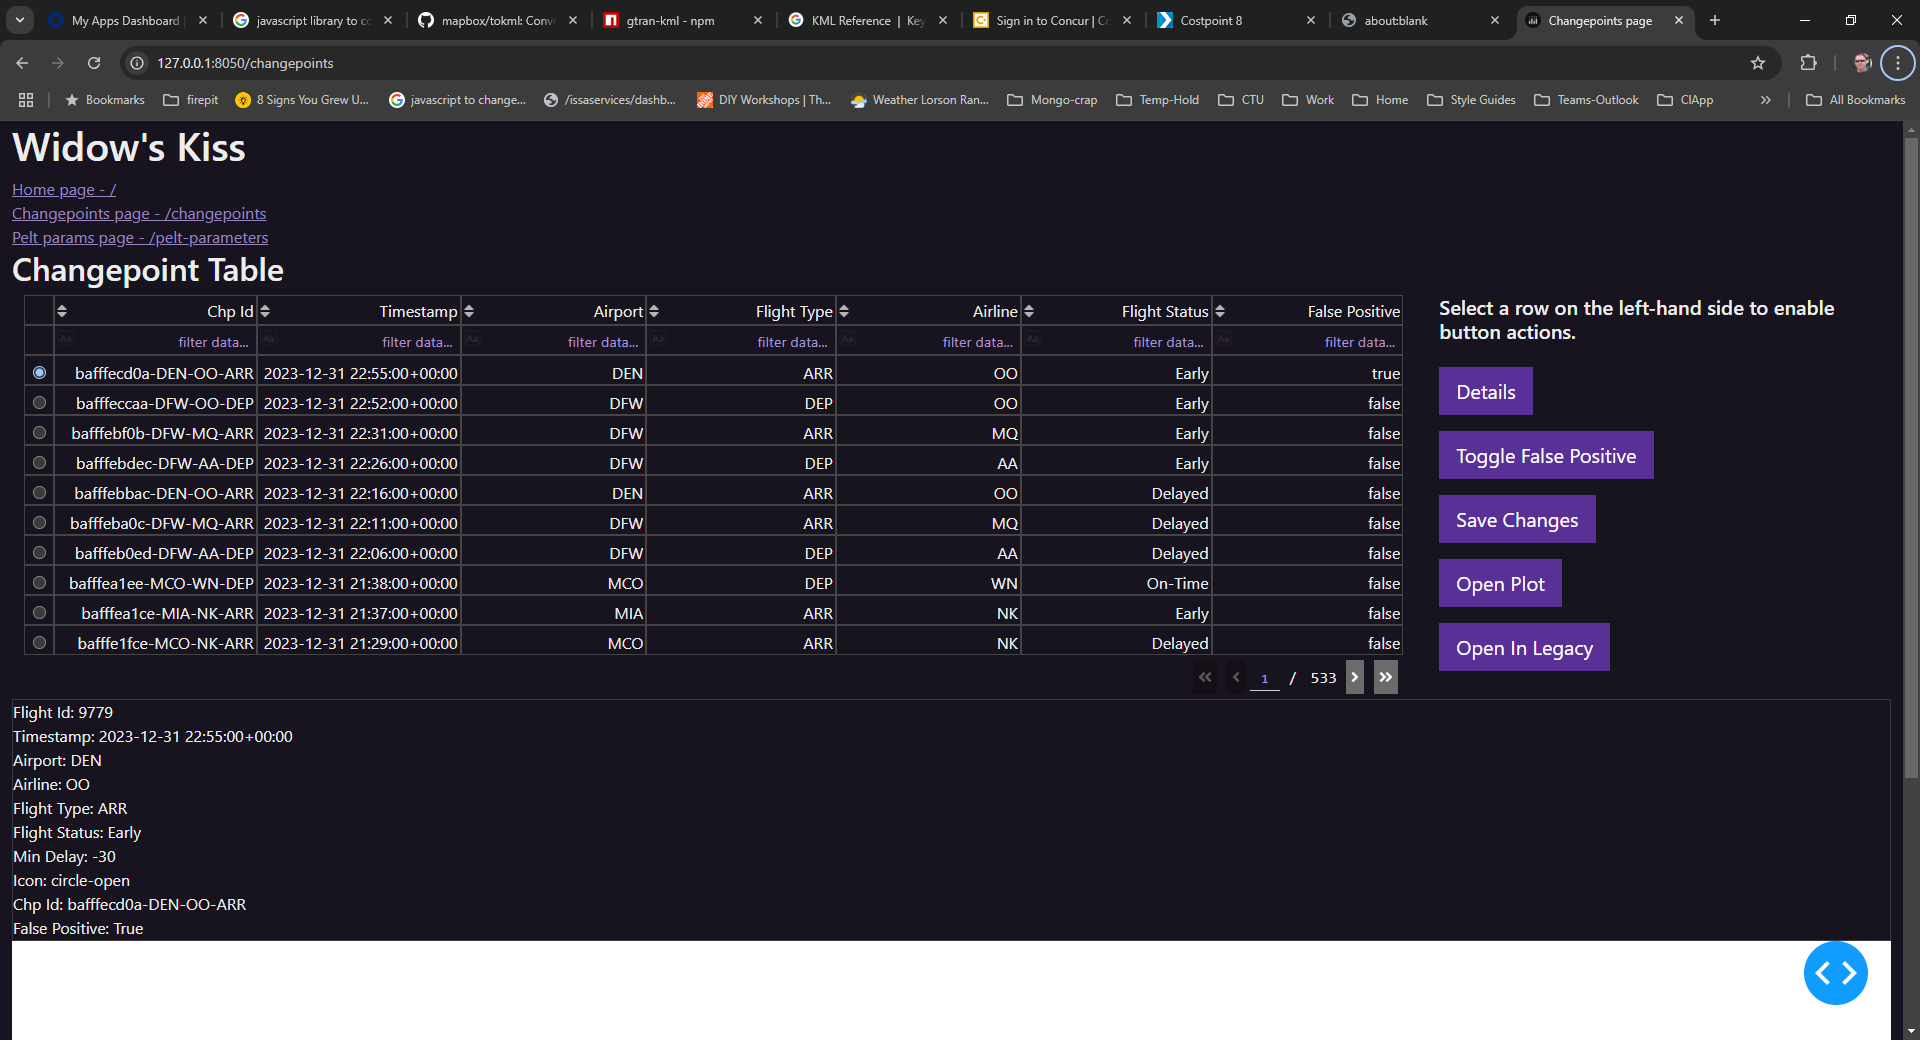 My Apps Dashboard
javascript library to co
mapbox/tokml: Conve
gtran-kml - npm
KML Reference | Key
Sign in to Concur | Co
Costpoint 8
about:blank
Changepoints page
127.0.0.1:8050/changepoints
Bookmarks
firepit
8 Signs You Grew U...
javascript to change...
/issaservices/dashb...
DIY Workshops | Th...
Weather Lorson Ran...
Mongo-crap
Temp-Hold
CTU
Work
Home
Style Guides
Teams-Outlook
CIApp
All Bookmarks
Widow's Kiss
Home page - /
Changepoints page - /changepoints
Pelt params page - /pelt-parameters
Changepoint Table
Chp Id Timestamp Airport Flight Type Airline Flight Status False Positive
Aa filter data... Aa filter data... Aa filter data... Aa filter data... Aa filter data... Aa filter data... Aa filter data...
bafffecd0a-DEN-OO-ARR 2023-12-31 22:55:00+00:00 DEN ARR OO Early true
bafffeccaa-DFW-OO-DEP 2023-12-31 22:52:00+00:00 DFW DEP OO Early false
bafffebf0b-DFW-MQ-ARR 2023-12-31 22:31:00+00:00 DFW ARR MQ Early false
bafffebdec-DFW-AA-DEP 2023-12-31 22:26:00+00:00 DFW DEP AA Early false
bafffebbac-DEN-OO-ARR 2023-12-31 22:16:00+00:00 DEN ARR OO Delayed false
bafffeba0c-DFW-MQ-ARR 2023-12-31 22:11:00+00:00 DFW ARR MQ Delayed false
bafffeb0ed-DFW-AA-DEP 2023-12-31 22:06:00+00:00 DFW DEP AA Delayed false
bafffea1ee-MCO-WN-DEP 2023-12-31 21:38:00+00:00 MCO DEP WN On-Time false
bafffea1ce-MIA-NK-ARR 2023-12-31 21:37:00+00:00 MIA ARR NK Early false
bafffe1fce-MCO-NK-ARR 2023-12-31 21:29:00+00:00 MCO ARR NK Delayed false
1 / 533
Select a row on the left-hand side to enable
button actions.
Details
Toggle False Positive
Save Changes
Open Plot
Open In Legacy
Flight Id: 9779
Timestamp: 2023-12-31 22:55:00+00:00
Airport: DEN
Airline: OO
Flight Type: ARR
Flight Status: Early
Min Delay: -30
Icon: circle-open
Chp Id: bafffecd0a-DEN-OO-ARR
False Positive: True